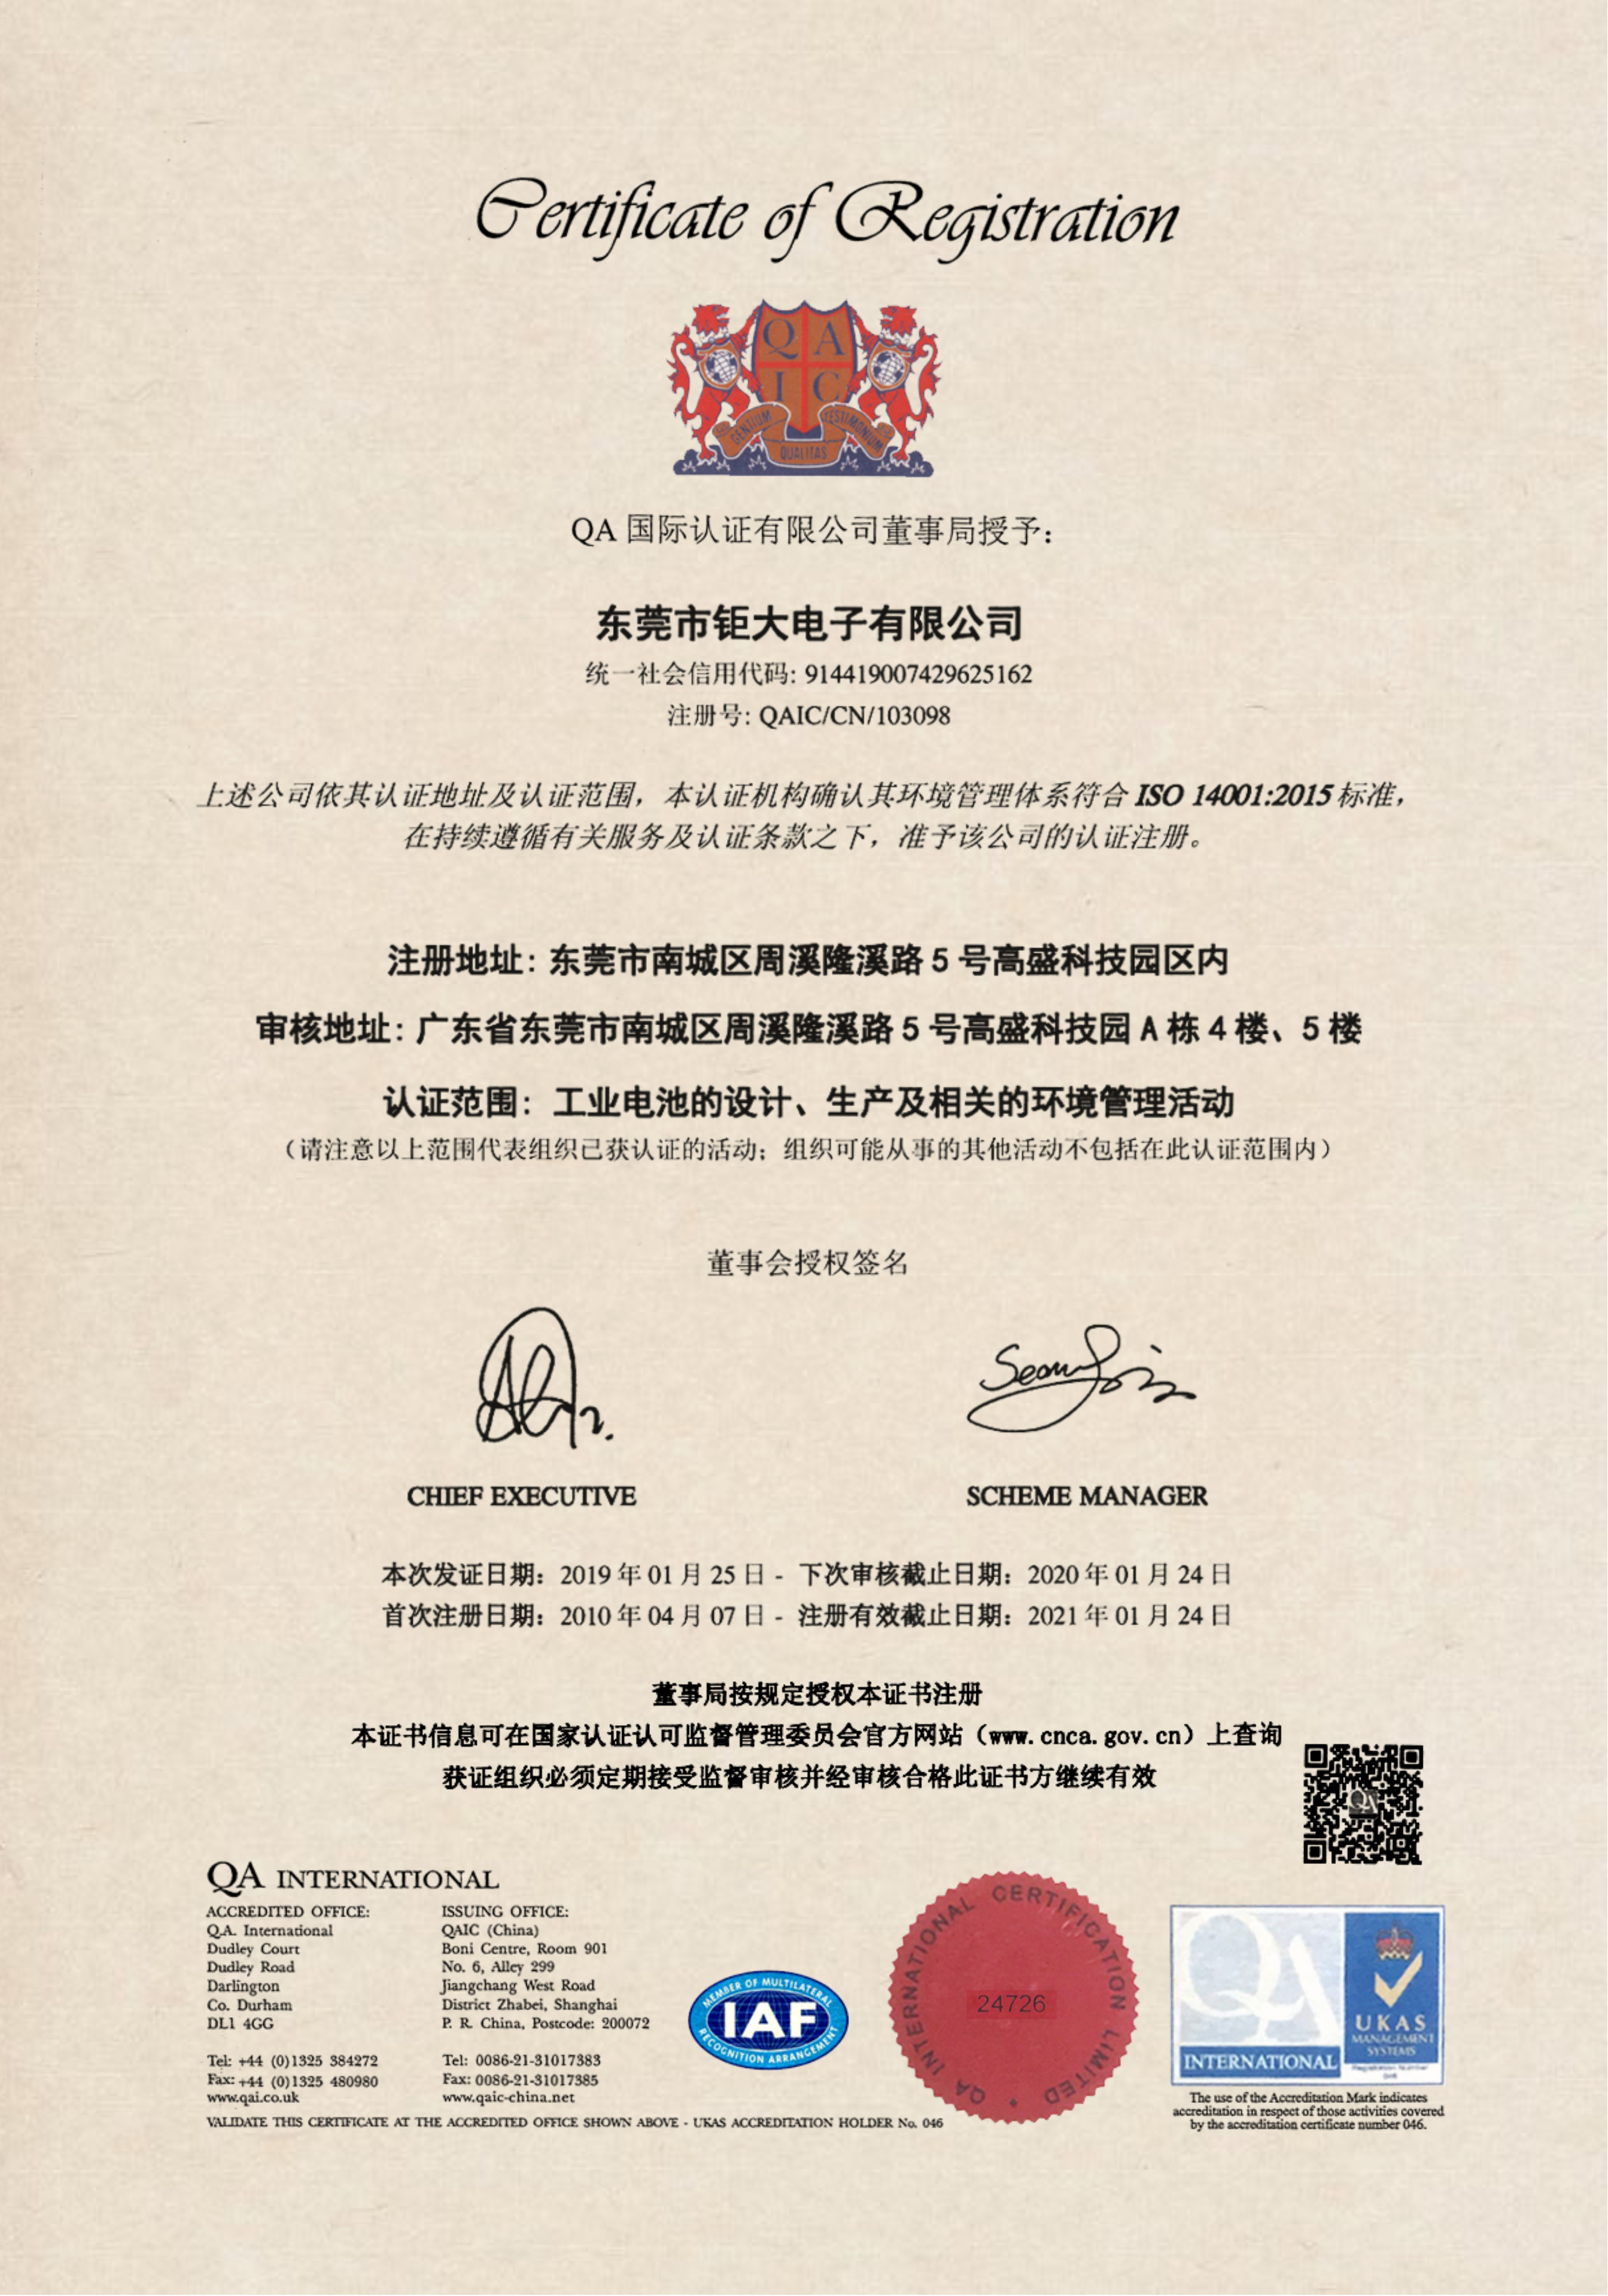 Certificate of Registration
Q A
I C
GENTIUM QUALITAS TESTIMONIUM
QA 国际认证有限公司董事局授予：
东莞市钜大电子有限公司
统一社会信用代码: 914419007429625162
注册号: QAIC/CN/103098
上述公司依其认证地址及认证范围，本认证机构确认其环境管理体系符合 ISO 14001:2015 标准，
在持续遵循有关服务及认证条款之下，准予该公司的认证注册。
注册地址：东莞市南城区周溪隆溪路 5 号高盛科技园区内
审核地址：广东省东莞市南城区周溪隆溪路 5 号高盛科技园 A 栋 4 楼、5 楼
认证范围：工业电池的设计、生产及相关的环境管理活动
（请注意以上范围代表组织已获认证的活动；组织可能从事的其他活动不包括在此认证范围内）
董事会授权签名
CHIEF EXECUTIVE
SCHEME MANAGER
本次发证日期：2019 年 01 月 25 日 - 下次审核截止日期：2020 年 01 月 24 日
首次注册日期：2010 年 04 月 07 日 - 注册有效截止日期：2021 年 01 月 24 日
董事局按规定授权本证书注册
本证书信息可在国家认证认可监督管理委员会官方网站（www.cnca.gov.cn）上查询
获证组织必须定期接受监督审核并经审核合格此证书方继续有效
QA INTERNATIONAL
ACCREDITED OFFICE:
Q.A. International
Dudley Court
Dudley Road
Darlington
Co. Durham
DL1 4GG
Tel: +44 (0)1325 384272
Fax: +44 (0)1325 480980
www.qai.co.uk
ISSUING OFFICE:
QAIC (China)
Boni Centre, Room 901
No. 6, Alley 299
Jiangchang West Road
District Zhabei, Shanghai
P. R. China, Postcode: 200072
Tel: 0086-21-31017383
Fax: 0086-21-31017385
www.qaic-china.net
VALIDATE THIS CERTIFICATE AT THE ACCREDITED OFFICE SHOWN ABOVE - UKAS ACCREDITATION HOLDER No. 046
MEMBER OF MULTILATERAL
IAF
RECOGNITION ARRANGEMENT
QA INTERNATIONAL CERTIFICATION LIMITED
24726
QA
INTERNATIONAL
UKAS
MANAGEMENT
SYSTEMS
The use of the Accreditation Mark indicates
accreditation in respect of those activities covered
by the accreditation certificate number 046.